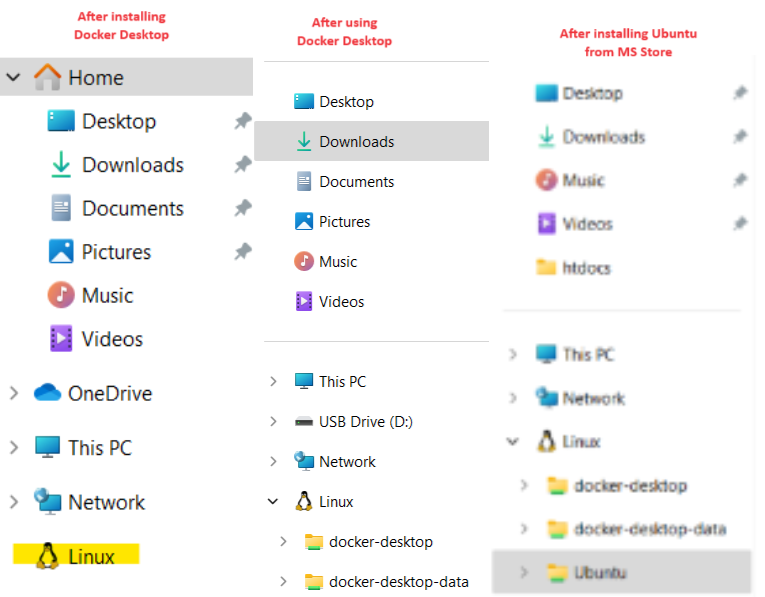 After installing
Docker Desktop
Home
Desktop
Downloads
Documents
Pictures
Music
Videos
OneDrive
This PC
Network
Linux
After using
Docker Desktop
Desktop
Downloads
Documents
Pictures
Music
Videos
This PC
USB Drive (D:)
Network
Linux
docker-desktop
docker-desktop-data
After installing Ubuntu
from MS Store
Desktop
Downloads
Music
Videos
htdocs
This PC
Network
Linux
docker-desktop
docker-desktop-data
Ubuntu